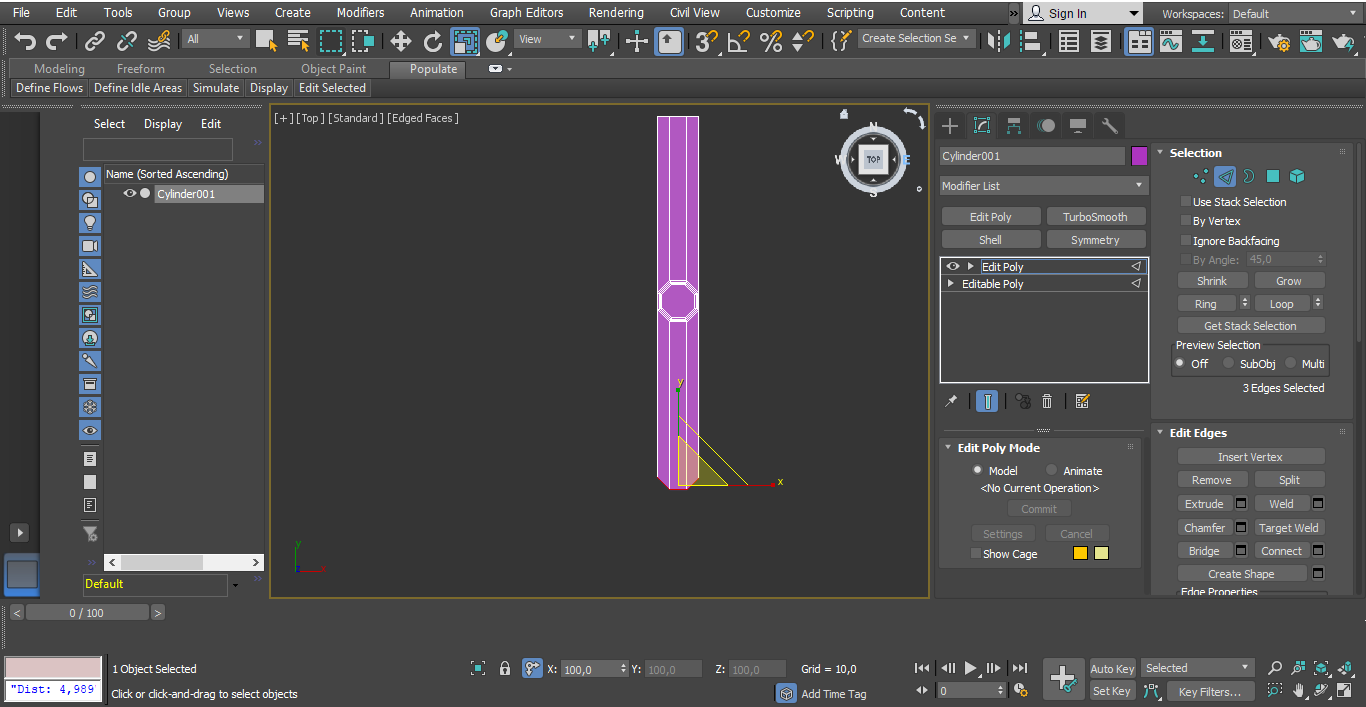 File Edit Tools Group Views Create Modifiers Animation Graph Editors Rendering Civil View Customize Scripting Content » Sign In Workspaces: Default
All View 3 Create Selection Se
Modeling Freeform Selection Object Paint Populate
Define Flows Define Idle Areas Simulate Display Edit Selected
Select Display Edit
Name (Sorted Ascending)
Cylinder001
Default
[+] [Top ] [Standard ] [Edged Faces ]
N
W TOP E
S
y
x
y
Cylinder001
Modifier List
Edit Poly TurboSmooth
Shell Symmetry
Edit Poly
Editable Poly
Edit Poly Mode
Model Animate
<No Current Operation>
Commit
Settings Cancel
Show Cage
Selection
Use Stack Selection
By Vertex
Ignore Backfacing
By Angle: 45,0
Shrink Grow
Ring Loop
Get Stack Selection
Preview Selection
Off SubObj Multi
3 Edges Selected
Edit Edges
Insert Vertex
Remove Split
Extrude Weld
Chamfer Target Weld
Bridge Connect
Create Shape
Edge Properties
< 0 / 100 >
"Dist: 4,989
1 Object Selected
Click or click-and-drag to select objects
X: 100,0 Y: 100,0 Z: 100,0 Grid = 10,0
Add Time Tag
0
Auto Key Selected
Set Key Key Filters...